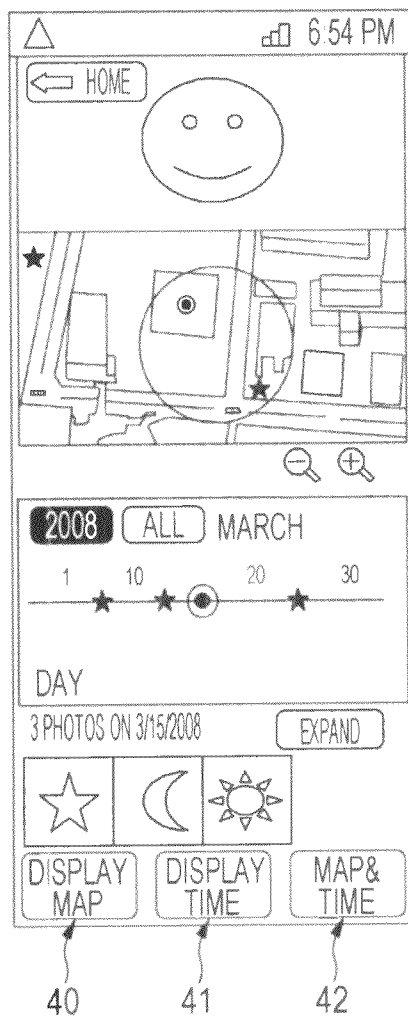 6:54 PM
HOME
2008 ALL MARCH
1 10 20 30
DAY
3 PHOTOS ON 3/15/2008 EXPAND
DISPLAY MAP
DISPLAY TIME
MAP& TIME
40 41 42